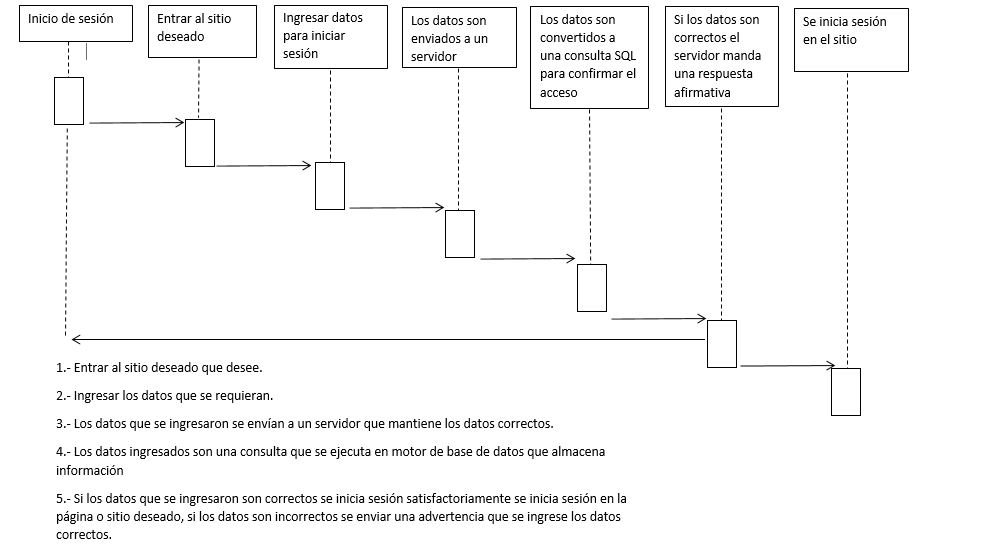 Inicio de sesión
Entrar al sitio
deseado
Ingresar datos
para iniciar
sesión
Los datos son
enviados a un
servidor
Los datos son
convertidos a
una consulta SQL
para confirmar el
acceso
Si los datos son
correctos el
servidor manda
una respuesta
afirmativa
Se inicia sesión
en el sitio
1.- Entrar al sitio deseado que desee.
2.- Ingresar los datos que se requieran.
3.- Los datos que se ingresaron se envían a un servidor que mantiene los datos correctos.
4.- Los datos ingresados son una consulta que se ejecuta en motor de base de datos que almacena
información
5.- Si los datos que se ingresaron son correctos se inicia sesión satisfactoriamente se inicia sesión en la
página o sitio deseado, si los datos son incorrectos se enviar una advertencia que se ingrese los datos
correctos.